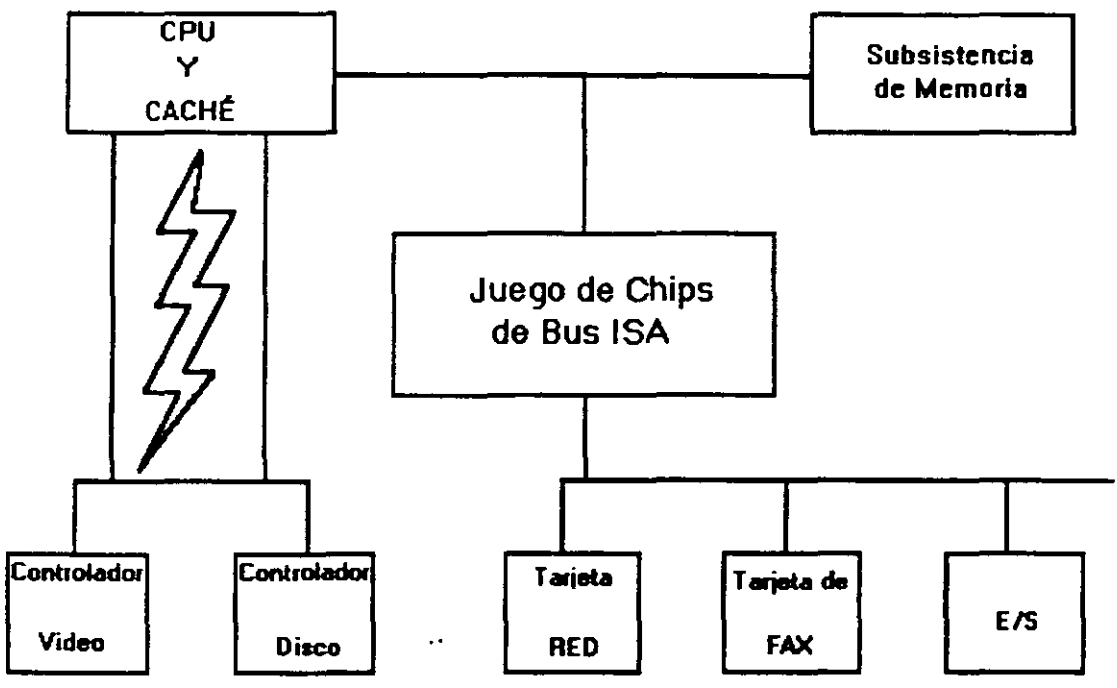 CPU
Y
CACHÉ
Subsistencia
de Memoria
Juego de Chips
de Bus ISA
Controlador
Video
Controlador
Disco
Tarjeta
RED
Tarjeta de
FAX
E/S